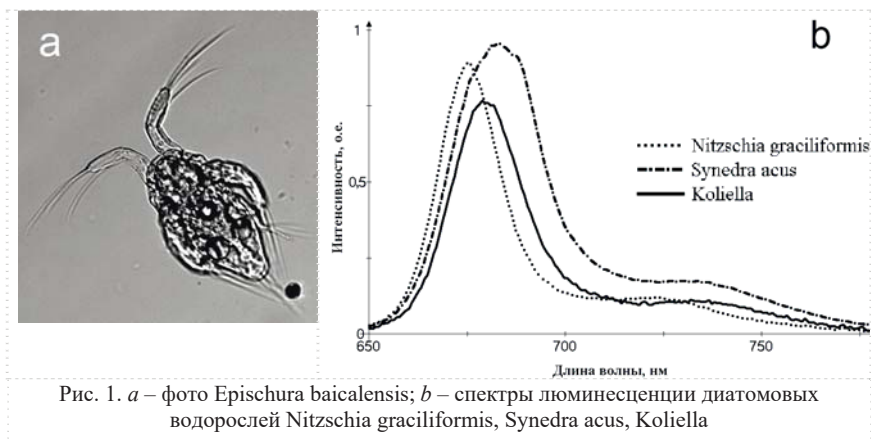 a
b
1
0,5
0
Интенсивность, о.е.
Nitzschia graciliformis
Synedra acus
Koliella
650
700
750
Длина волны, нм
Рис. 1. a – фото Epischura baicalensis; b – спектры люминесценции диатомовых
водорослей Nitzschia graciliformis, Synedra acus, Koliella